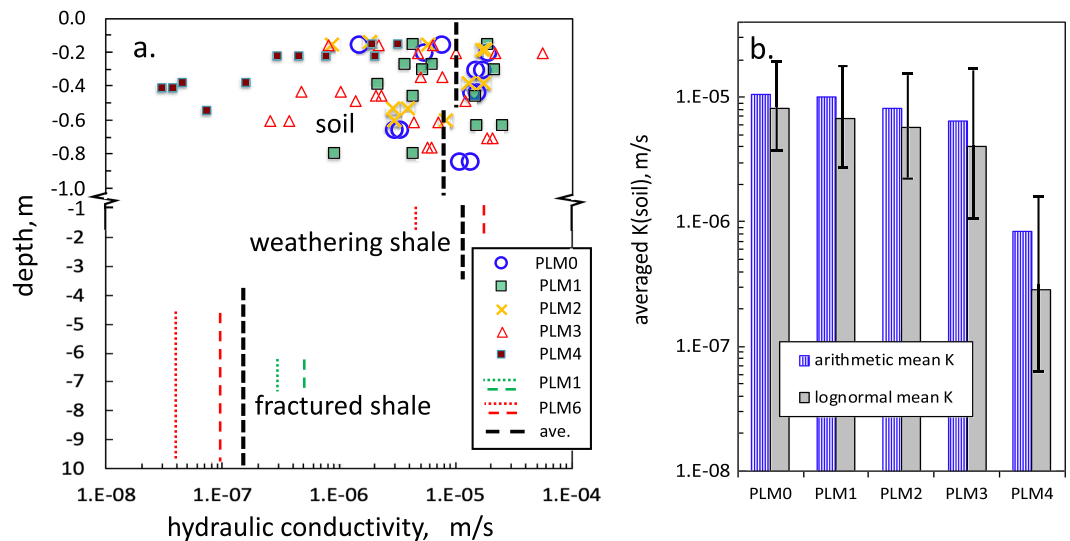 a.
0.0
-0.2
-0.4
-0.6
-0.8
-1.0
-1
-2
-3
-4
-5
-6
-7
-8
9
10
depth, m
soil
weathering shale
fractured shale
PLM0
PLM1
PLM2
PLM3
PLM4
PLM1
PLM6
ave.
1.E-08
1.E-07
1.E-06
1.E-05
1.E-04
hydraulic conductivity, m/s
b.
1.E-05
1.E-06
1.E-07
1.E-08
averaged K(soil), m/s
arithmetic mean K
lognormal mean K
PLM0
PLM1
PLM2
PLM3
PLM4